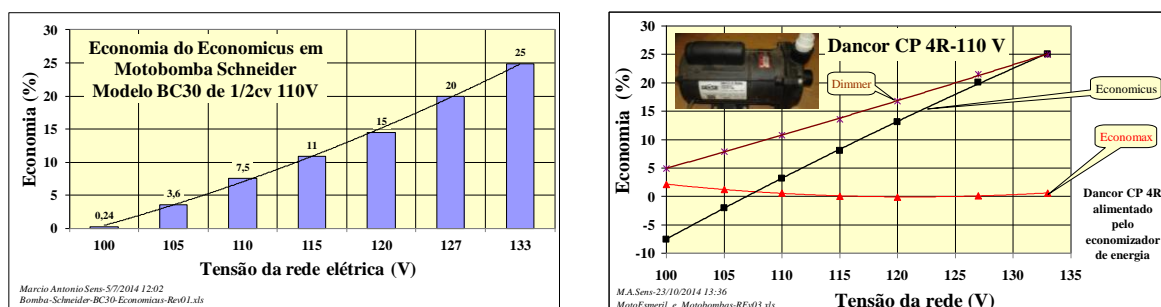 Economia do Economicus em
Motobomba Schneider
Modelo BC30 de 1/2cv 110V
Economia (%)
30
25
20
15
10
5
0
0,24
3,6
7,5
11
15
20
25
100 105 110 115 120 127 133
Tensão da rede elétrica (V)
Marcio Antonio Sens-5/7/2014 12:02
Bomba-Schneider-BC30-Economicus-Rev01.xls
Dancor CP 4R-110 V
Economia (%)
30
25
20
15
10
5
0
-5
-10
Dimmer
Economicus
Economax
Dancor CP 4R
alimentado
pelo
economizador
de energia
100 105 110 115 120 125 130 135
Tensão da rede (V)
M.A.Sens-23/10/2014 13:36
MotoEsmeril_e_Motobombas-REv03.xls